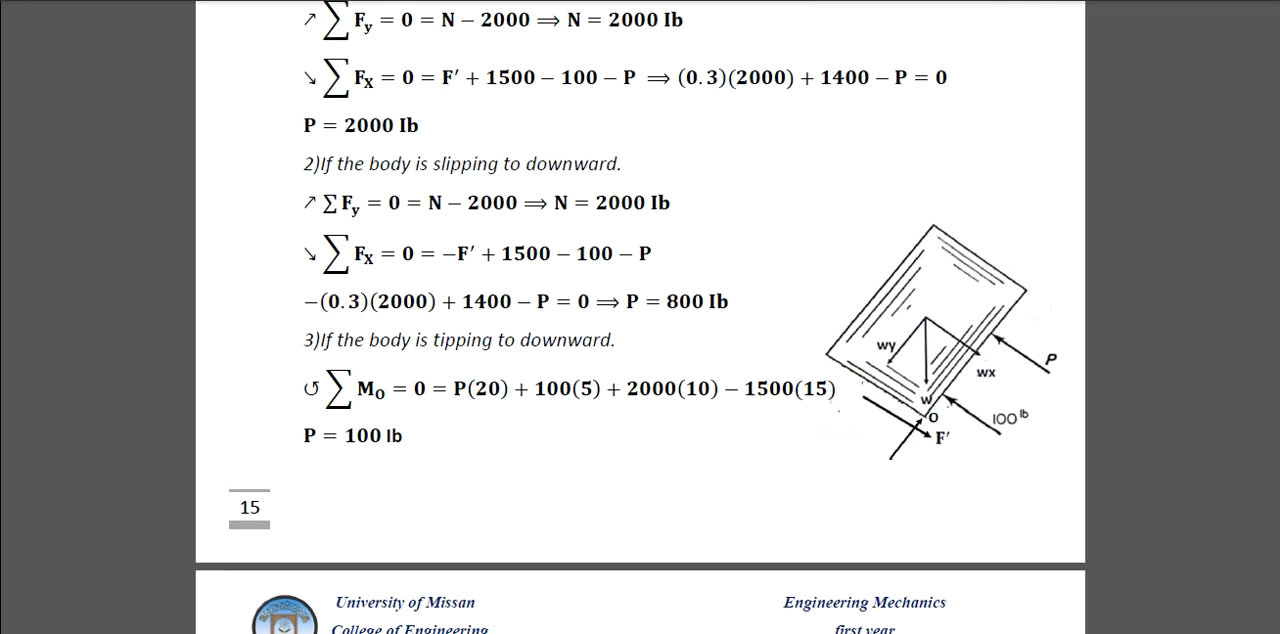 ↗ ∑ Fy = 0 = N − 2000 ⟹ N = 2000 Ib
↘ ∑ Fx = 0 = F′ + 1500 − 100 − P ⟹ (0.3)(2000) + 1400 − P = 0
P = 2000 Ib
2)If the body is slipping to downward.
↗ ∑ Fy = 0 = N − 2000 ⟹ N = 2000 Ib
↘ ∑ Fx = 0 = −F′ + 1500 − 100 − P
−(0.3)(2000) + 1400 − P = 0 ⟹ P = 800 Ib
3)If the body is tipping to downward.
↺ ∑ Mo = 0 = P(20) + 100(5) + 2000(10) − 1500(15)
P = 100 lb
wy
P
wx
w
O
100 lb
F′
15
University of Missan
Engineering Mechanics
College of Engineering
first year